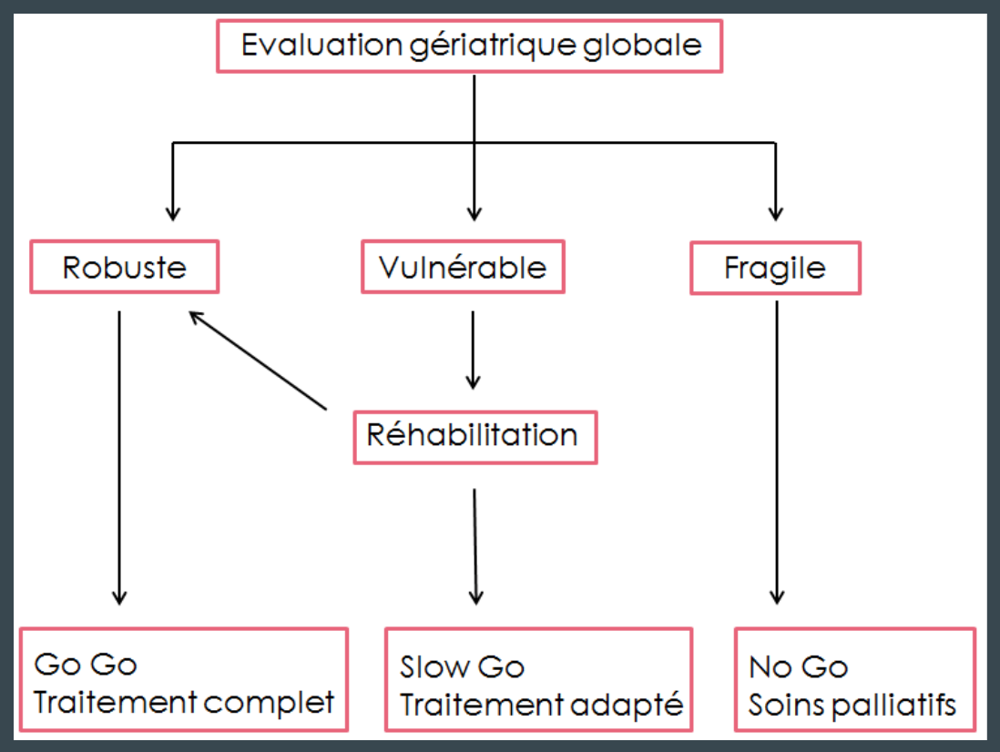 Evaluation gériatrique globale
Robuste
Vulnérable
Fragile
Réhabilitation
Go Go
Traitement complet
Slow Go
Traitement adapté
No Go
Soins palliatifs